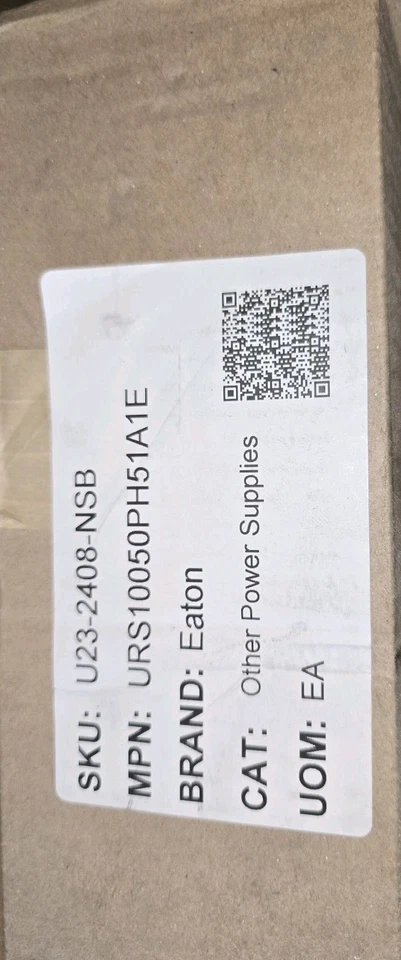 SKU: U23-2408-NSB
MPN: URS10050PH51A1E
BRAND: Eaton
CAT: Other Power Supplies
UOM: EA